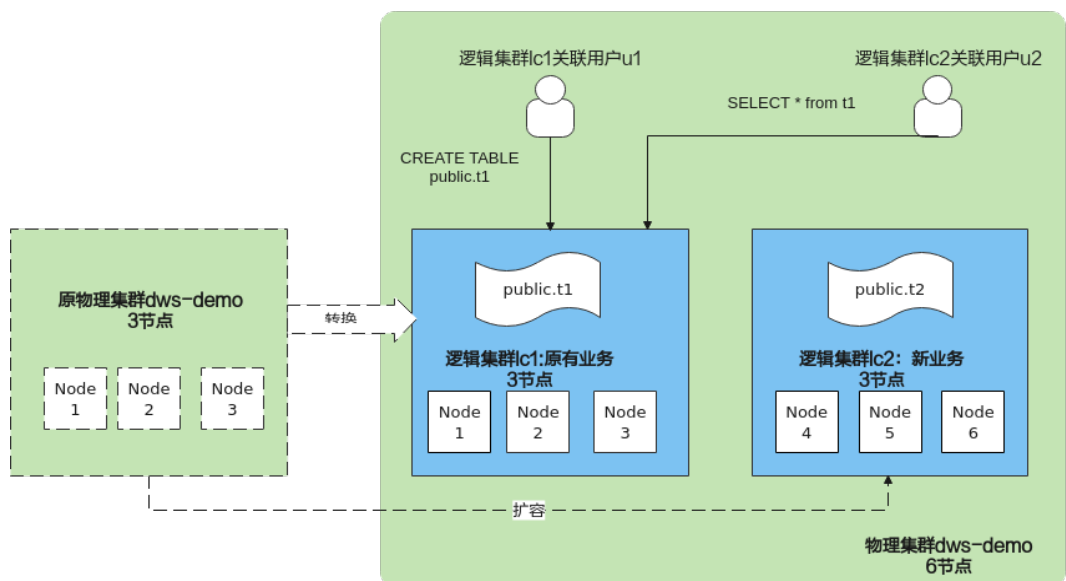 逻辑集群lc1关联用户u1
逻辑集群lc2关联用户u2
SELECT * from t1
CREATE TABLE
public.t1
原物理集群dws-demo
3节点
Node
1
Node
2
Node
3
转换
public.t1
逻辑集群lc1:原有业务
3节点
Node
1
Node
2
Node
3
public.t2
逻辑集群lc2：新业务
3节点
Node
4
Node
5
Node
6
扩容
物理集群dws-demo
6节点